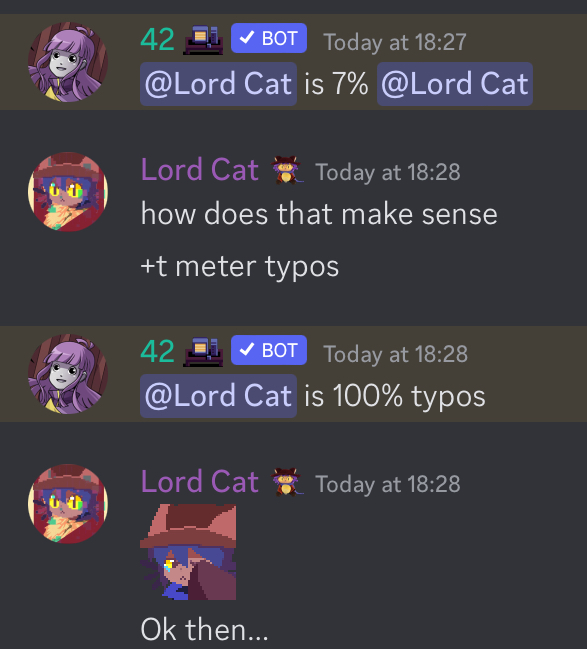 42 ✓ BOT Today at 18:27
@Lord Cat is 7% @Lord Cat
Lord Cat Today at 18:28
how does that make sense
+t meter typos
42 ✓ BOT Today at 18:28
@Lord Cat is 100% typos
Lord Cat Today at 18:28
Ok then...